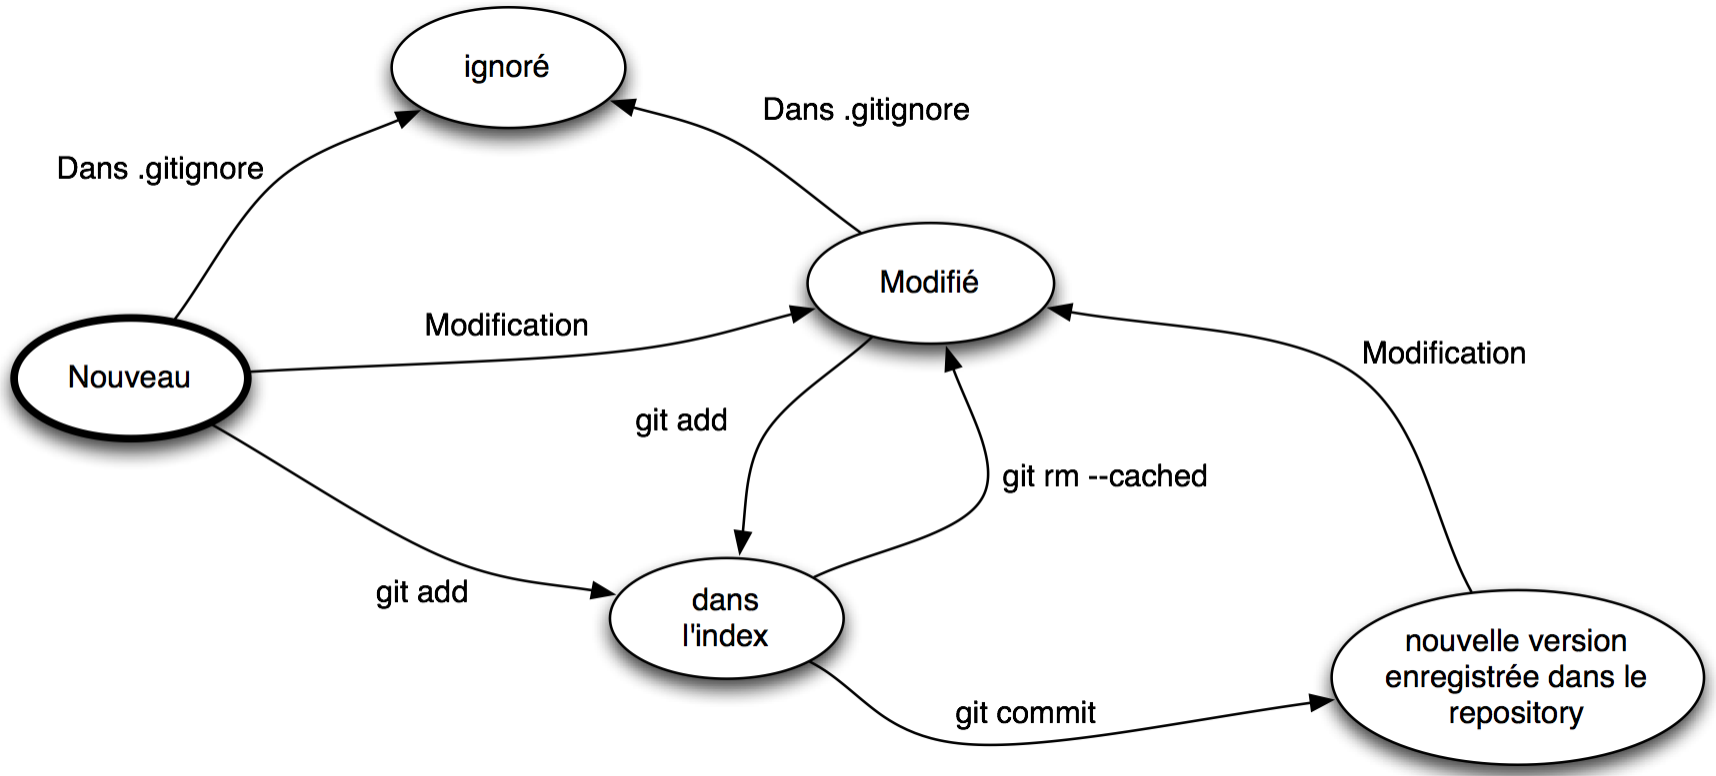 ignoré
Dans .gitignore
Dans .gitignore
Modifié
Modification
Modification
Nouveau
git add
git rm --cached
git add
dans
l'index
nouvelle version
enregistrée dans le
repository
git commit